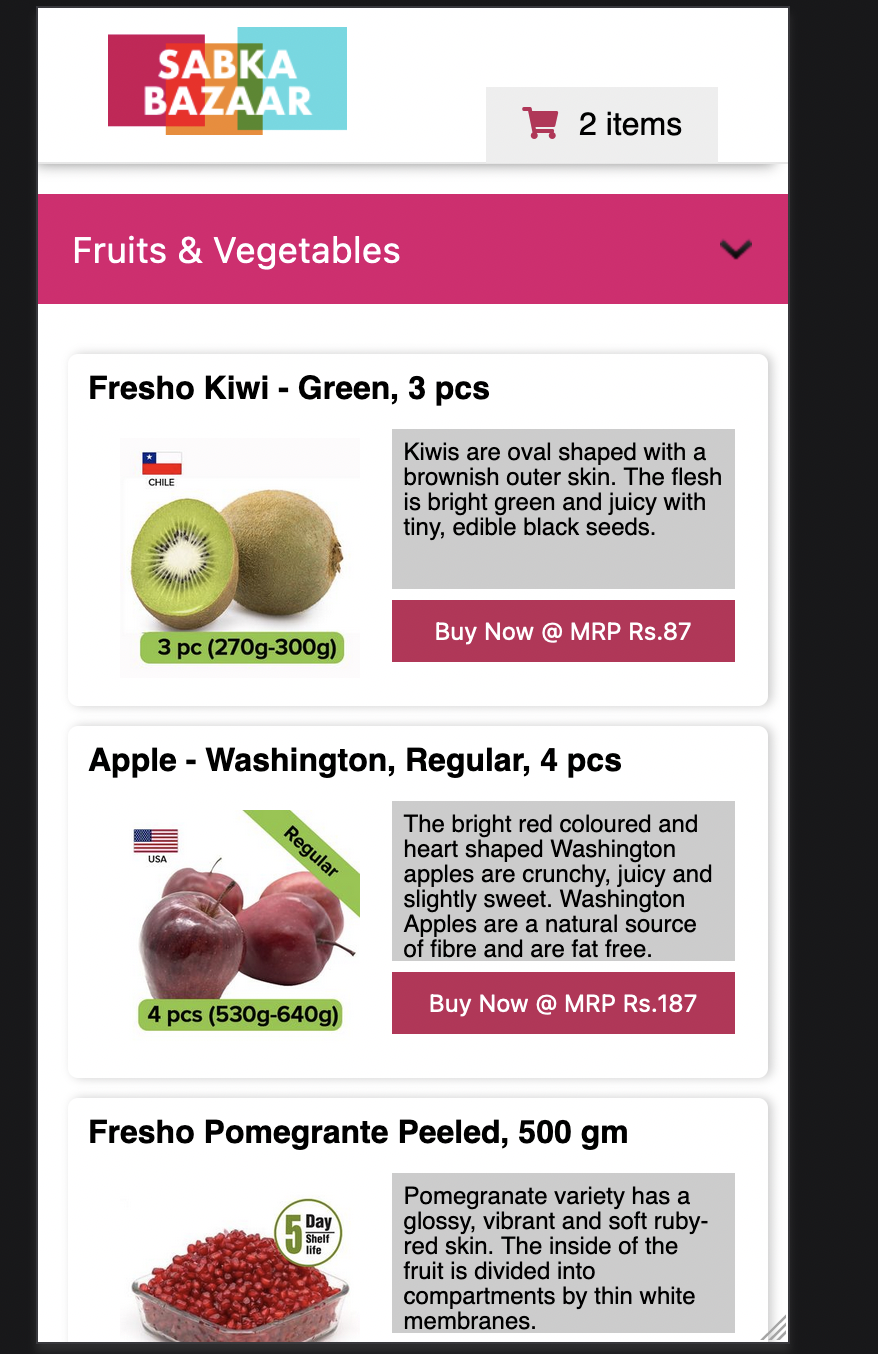 SABKA
BAZAAR
2 items
Fruits & Vegetables
Fresho Kiwi - Green, 3 pcs
CHILE
3 pc (270g-300g)
Kiwis are oval shaped with a
brownish outer skin. The flesh
is bright green and juicy with
tiny, edible black seeds.
Buy Now @ MRP Rs.87
Apple - Washington, Regular, 4 pcs
USA
Regular
4 pcs (530g-640g)
The bright red coloured and
heart shaped Washington
apples are crunchy, juicy and
slightly sweet. Washington
Apples are a natural source
of fibre and are fat free.
Buy Now @ MRP Rs.187
Fresho Pomegrante Peeled, 500 gm
5 Day
Shelf
life
Pomegranate variety has a
glossy, vibrant and soft ruby-
red skin. The inside of the
fruit is divided into
compartments by thin white
membranes.